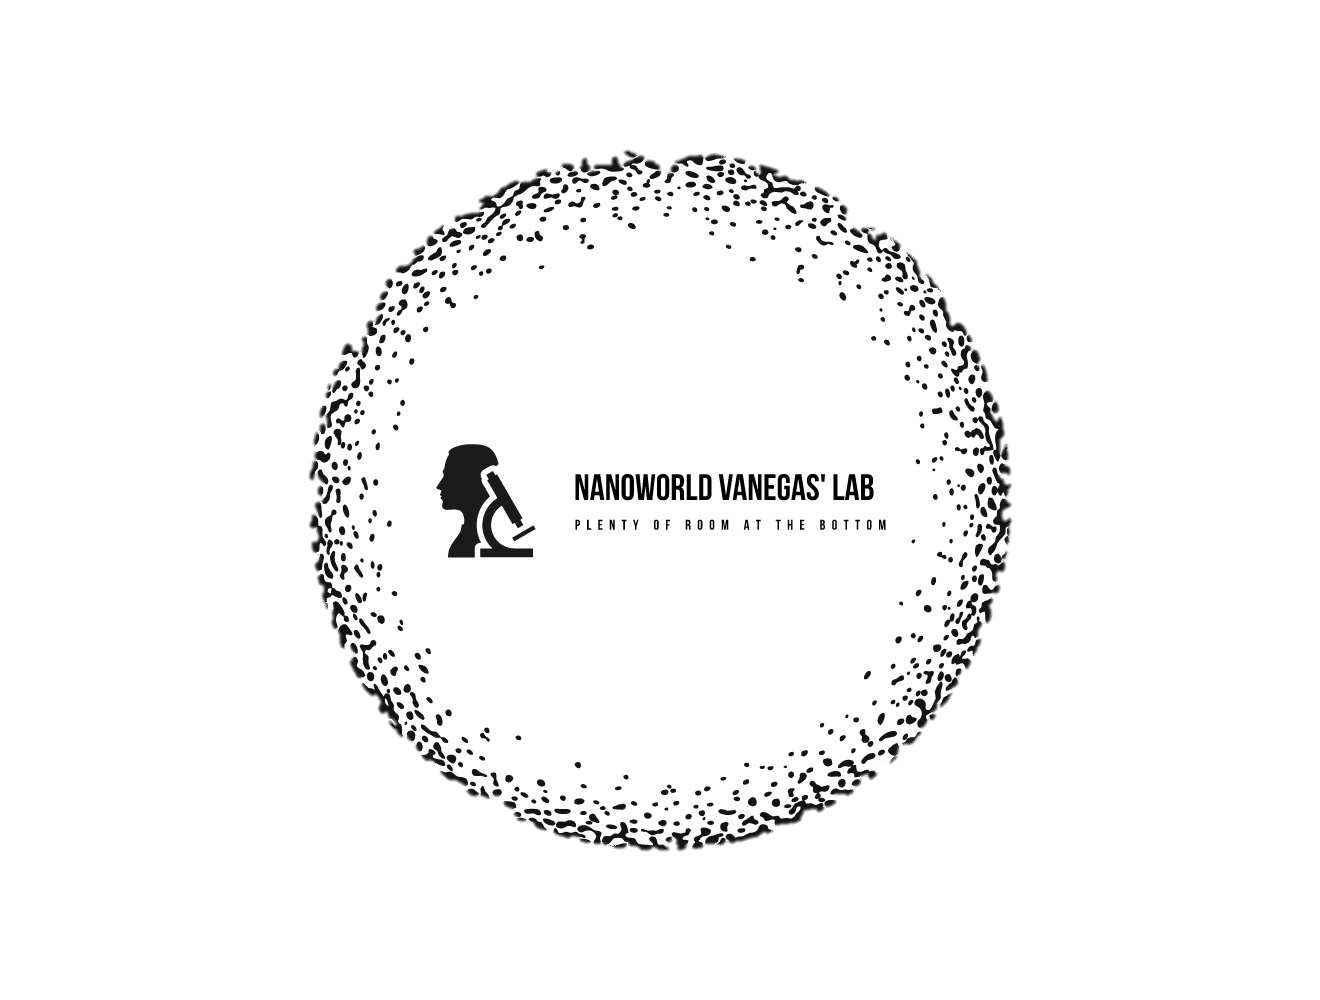 NANOWORLD VANEGAS' LAB
PLENTY OF ROOM AT THE BOTTOM